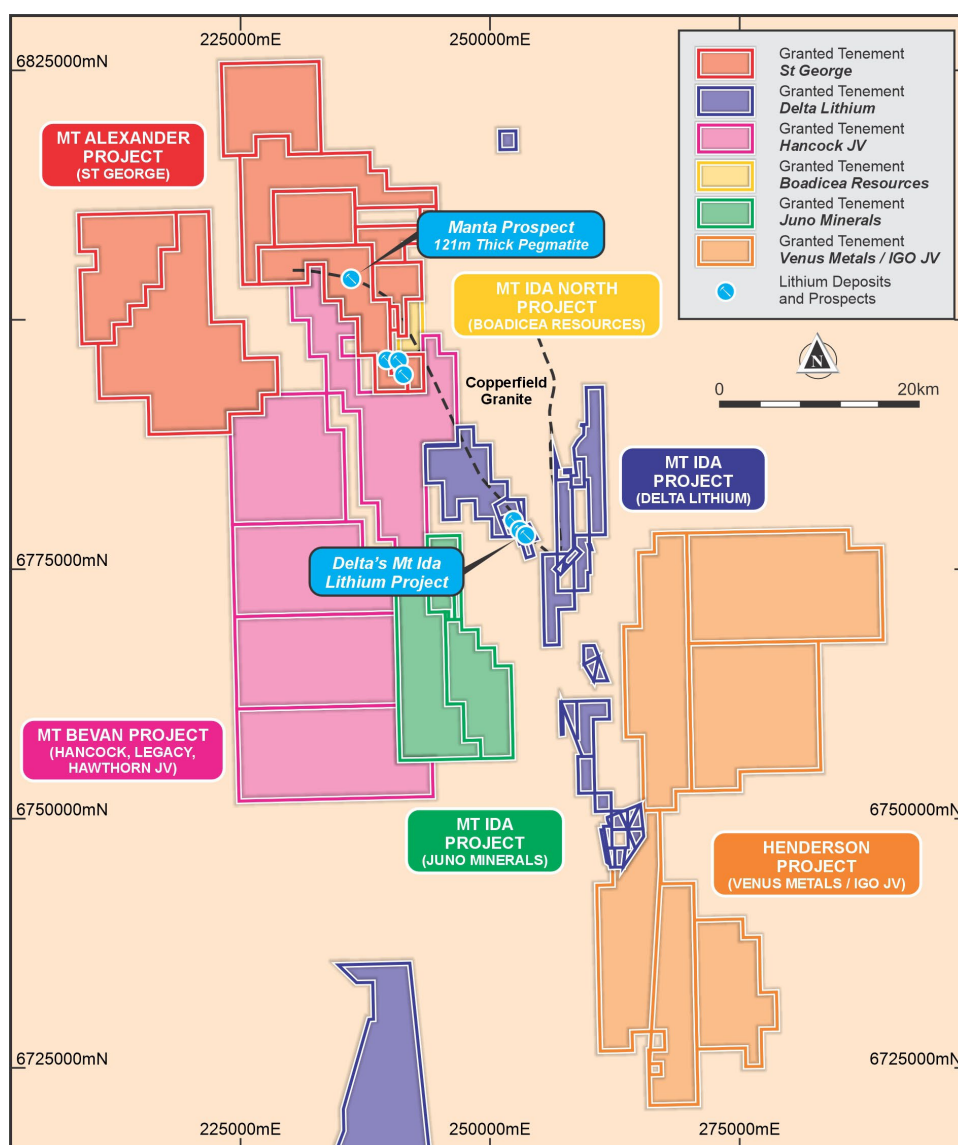 225000mE
250000mE
6825000mN
Granted Tenement
St George
Granted Tenement
Delta Lithium
Granted Tenement
Hancock JV
Granted Tenement
Boadicea Resources
Granted Tenement
Juno Minerals
Granted Tenement
Venus Metals / IGO JV
Lithium Deposits
and Prospects
MT ALEXANDER
PROJECT
(ST GEORGE)
Manta Prospect
121m Thick Pegmatite
MT IDA NORTH
PROJECT
(BOADICEA RESOURCES)
N
0
20km
Copperfield
Granite
MT IDA
PROJECT
(DELTA LITHIUM)
6775000mN
Delta's Mt Ida
Lithium Project
MT BEVAN PROJECT
(HANCOCK, LEGACY,
HAWTHORN JV)
MT IDA
PROJECT
(JUNO MINERALS)
6750000mN
6750000mN
HENDERSON
PROJECT
(VENUS METALS / IGO JV)
6725000mN
6725000mN
225000mE
250000mE
275000mE